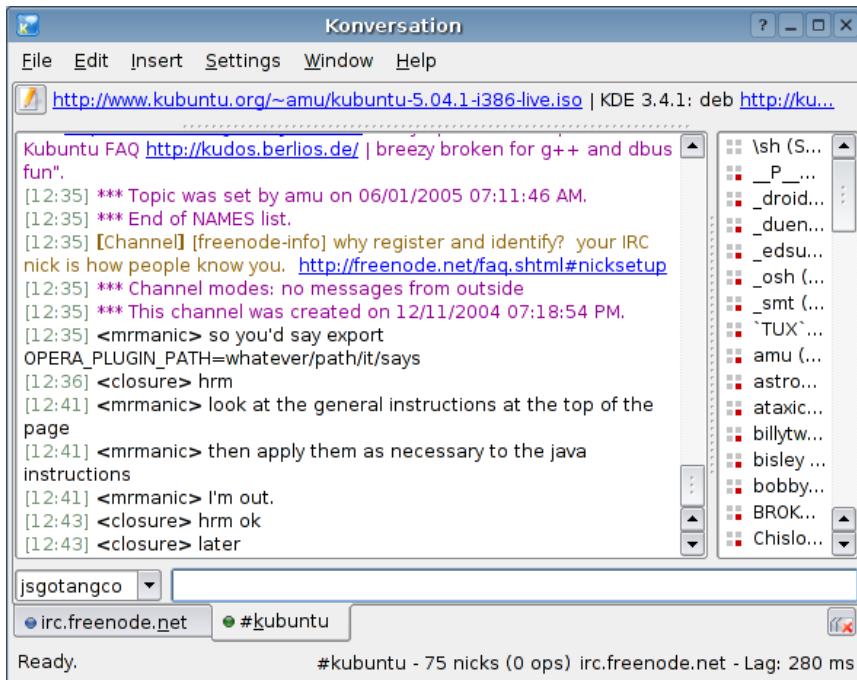 Konversation
File Edit Insert Settings Window Help
http://www.kubuntu.org/~amu/kubuntu-5.04.1-i386-live.iso | KDE 3.4.1: deb http://ku...
Kubuntu FAQ http://kudos.berlios.de/ | breezy broken for g++ and dbus
fun".
[12:35] *** Topic was set by amu on 06/01/2005 07:11:46 AM.
[12:35] *** End of NAMES list.
[12:35] [Channel] [freenode-info] why register and identify? your IRC
nick is how people know you. http://freenode.net/faq.shtml#nicksetup
[12:35] *** Channel modes: no messages from outside
[12:35] *** This channel was created on 12/11/2004 07:18:54 PM.
[12:35] <mrmanic> so you'd say export
OPERA_PLUGIN_PATH=whatever/path/it/says
[12:36] <closure> hrm
[12:41] <mrmanic> look at the general instructions at the top of the
page
[12:41] <mrmanic> then apply them as necessary to the java
instructions
[12:41] <mrmanic> I'm out.
[12:43] <closure> hrm ok
[12:43] <closure> later
\sh (S...
__P__...
_droid...
_duen...
_edsu...
_osh (...
_smt (...
`TUX`...
amu (...
astro...
ataxic...
billytw...
bisley ...
bobby...
BROK...
Chislo...
jsgotangco
irc.freenode.net #kubuntu
Ready. #kubuntu - 75 nicks (0 ops) irc.freenode.net - Lag: 280 ms